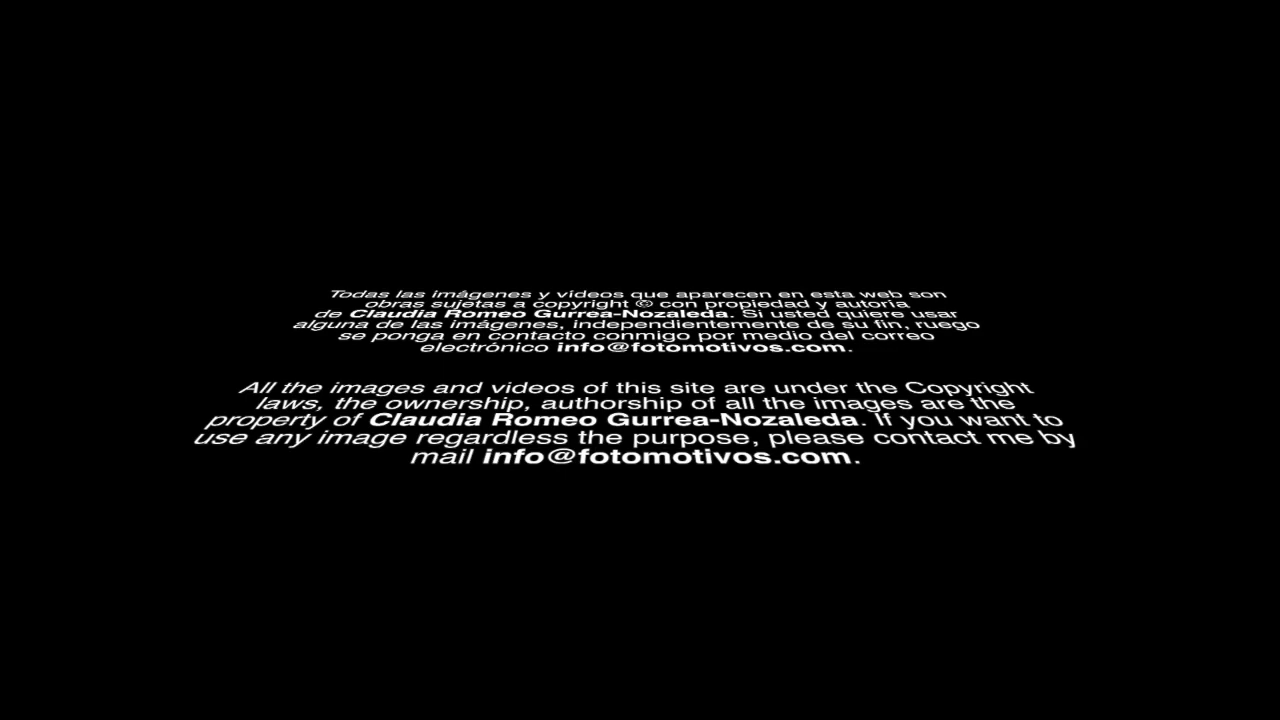 Todas las imágenes y vídeos que aparecen en esta web son
obras sujetas a copyright © con propiedad y autoría
de Claudia Romeo Gurrea-Nozaleda. Si usted quiere usar
alguna de las imágenes, independientemente de su fin, ruego
se ponga en contacto conmigo por medio del correo
electrónico info@fotomotivos.com.
All the images and videos of this site are under the Copyright
laws, the ownership, authorship of all the images are the
property of Claudia Romeo Gurrea-Nozaleda. If you want to
use any image regardless the purpose, please contact me by
mail info@fotomotivos.com.